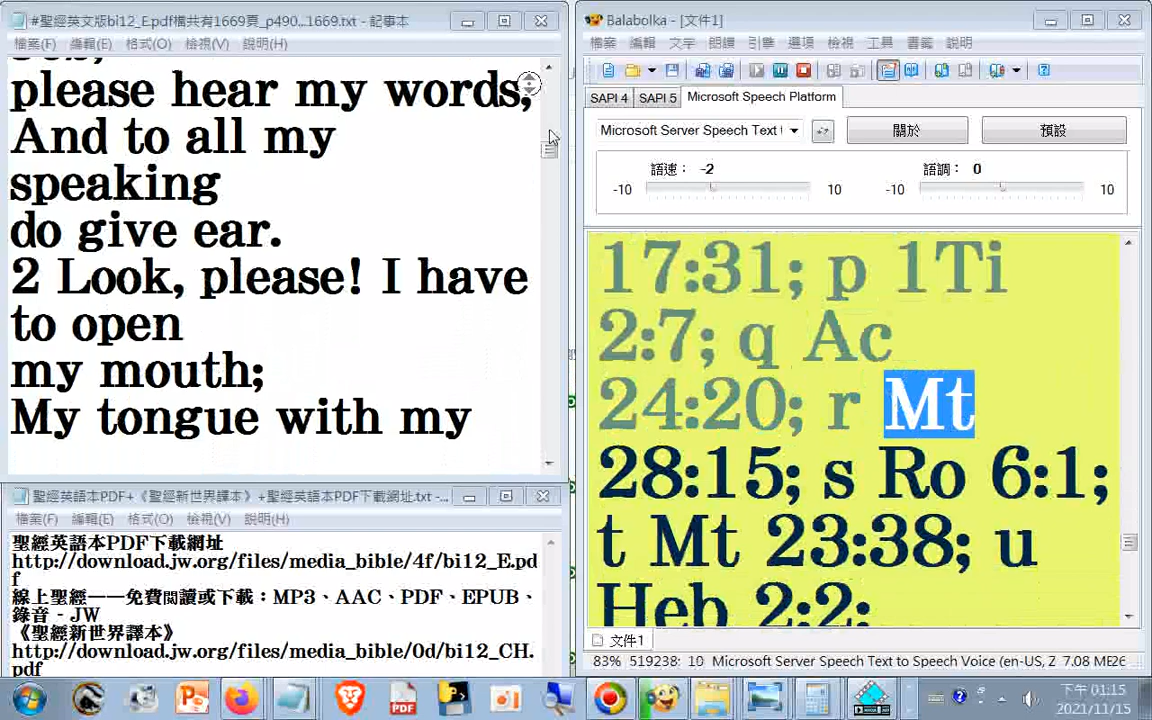 #聖經英文版bi12_E.pdf檔共有1669頁_p490...1669.txt - 記事本
檔案(F) 編輯(E) 格式(O) 檢視(V) 說明(H)
please hear my words,
And to all my
speaking
do give ear.
2 Look, please! I have
to open
my mouth;
My tongue with my
聖經英語本PDF+《聖經新世界譯本》+聖經英語本PDF下載網址.txt -...
檔案(F) 編輯(E) 格式(O) 檢視(V) 說明(H)
聖經英語本PDF下載網址
http://download.jw.org/files/media_bible/4f/bi12_E.pd
f
線上聖經——免費閱讀或下載：MP3、AAC、PDF、EPUB、
錄音 - JW
《聖經新世界譯本》
http://download.jw.org/files/media_bible/0d/bi12_CH.
pdf
Balabolka - [文件1]
檔案 編輯 文字 朗讀 引擎 選項 檢視 工具 書籤 說明
SAPI 4 SAPI 5 Microsoft Speech Platform
Microsoft Server Speech Text 關於 預設
語速： -2 語調： 0
-10 10 -10 10
17:31; p 1Ti
2:7; q Ac
24:20; r Mt
28:15; s Ro 6:1;
t Mt 23:38; u
Heb 2:2;
文件1
83% 519238: 10 Microsoft Server Speech Text to Speech Voice (en-US, Z 7.08 ME26
PDF
下午 01:15
2021/11/15